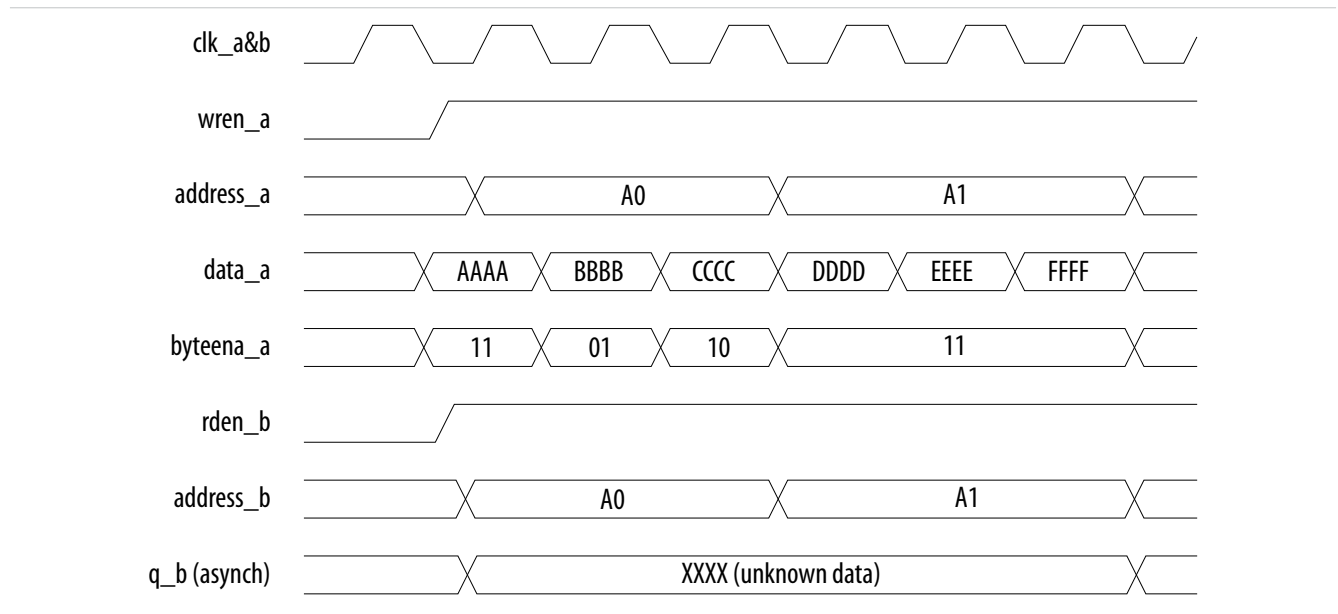 clk_a&b
wren_a
address_a A0 A1
data_a AAAA BBBB CCCC DDDD EEEE FFFF
byteena_a 11 01 10 11
rden_b
address_b A0 A1
q_b (asynch) XXXX (unknown data)